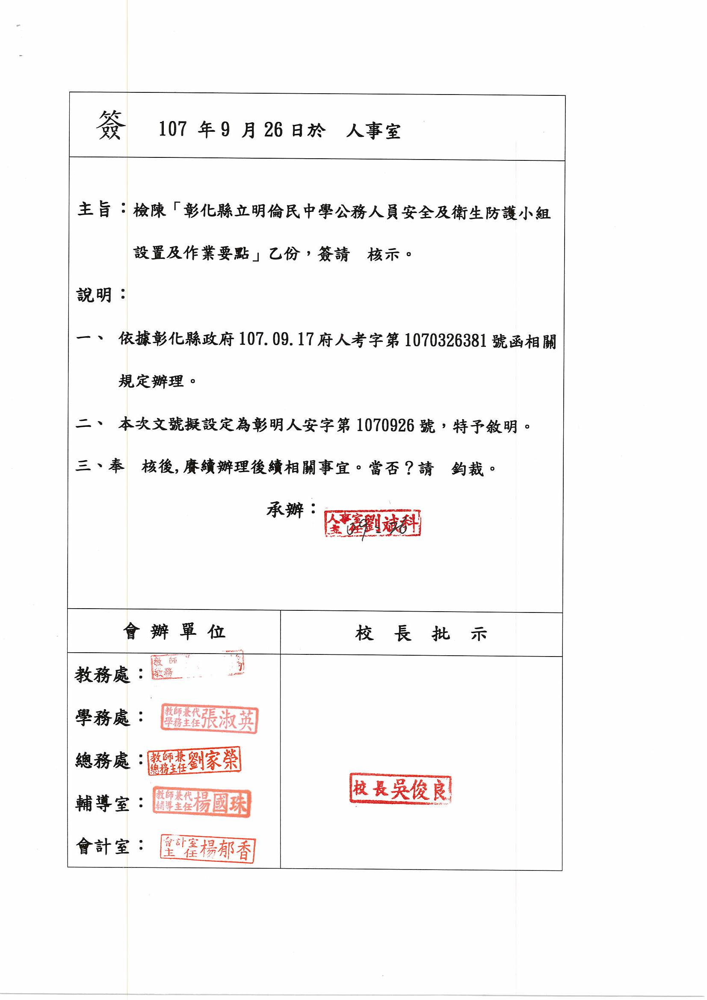 簽 107 年 9 月 26 日於 人事室
主旨：檢陳「彰化縣立明倫民中學公務人員安全及衛生防護小組
設置及作業要點」乙份，簽請 核示。
說明：
一、 依據彰化縣政府 107.09.17 府人考字第 1070326381 號函相關
規定辦理。
二、 本次文號擬設定為彰明人安字第 1070926 號，特予敘明。
三、奉 核後,賡續辦理後續相關事宜。當否？請 鈞裁。
承辦：
人事室
主任 劉斌科
會辦單位
校長批示
教務處：
教師
教務
學務處：
教師兼代
學務主任 張淑英
總務處：
教師兼
總務主任 劉家榮
輔導室：
教師兼代
輔導主任 楊國珠
會計室：
會計室
主任 楊郁香
校長吳俊良